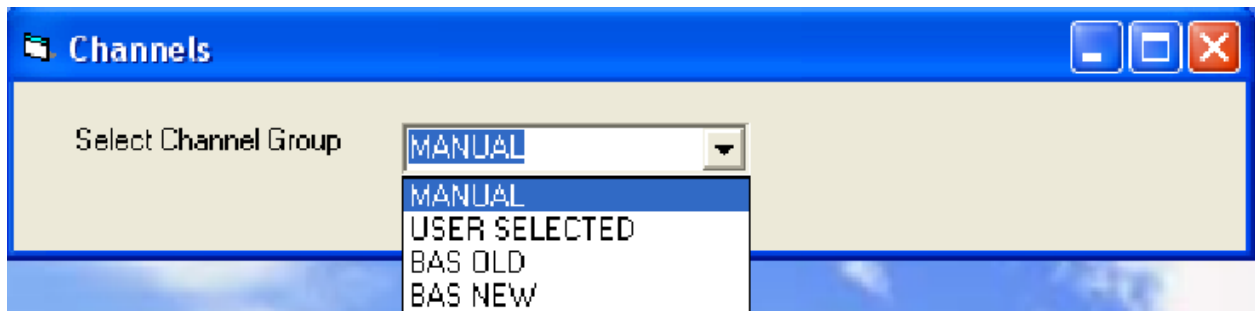 Channels
Select Channel Group MANUAL
MANUAL
USER SELECTED
BAS OLD
BAS NEW